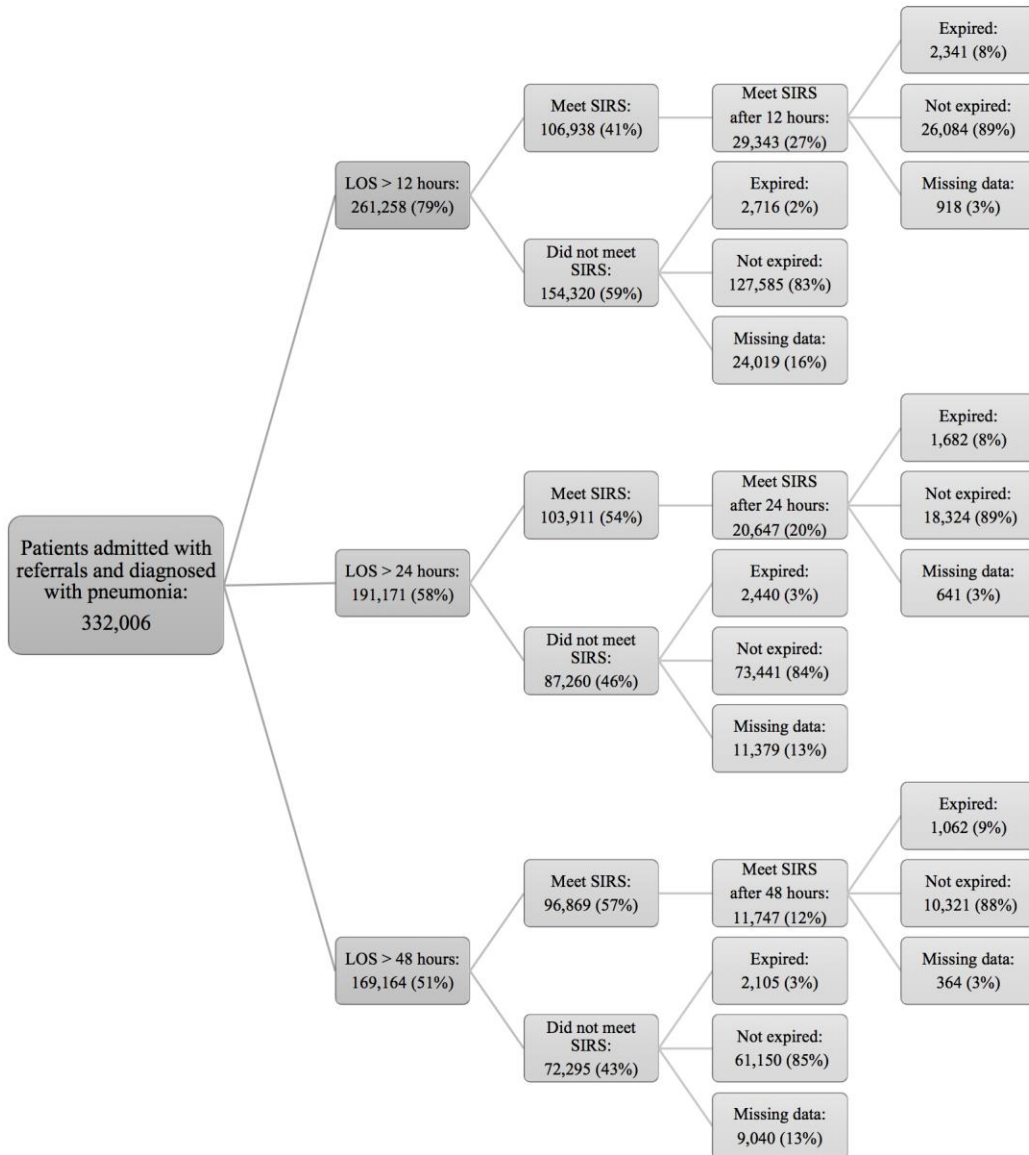 Patients admitted with
referrals and diagnosed
with pneumonia:
332,006
LOS > 12 hours:
261,258 (79%)
Meet SIRS:
106,938 (41%)
Meet SIRS
after 12 hours:
29,343 (27%)
Expired:
2,341 (8%)
Not expired:
26,084 (89%)
Missing data:
918 (3%)
Did not meet
SIRS:
154,320 (59%)
Expired:
2,716 (2%)
Not expired:
127,585 (83%)
Missing data:
24,019 (16%)
LOS > 24 hours:
191,171 (58%)
Meet SIRS:
103,911 (54%)
Meet SIRS
after 24 hours:
20,647 (20%)
Expired:
1,682 (8%)
Not expired:
18,324 (89%)
Missing data:
641 (3%)
Did not meet
SIRS:
87,260 (46%)
Expired:
2,440 (3%)
Not expired:
73,441 (84%)
Missing data:
11,379 (13%)
LOS > 48 hours:
169,164 (51%)
Meet SIRS:
96,869 (57%)
Meet SIRS
after 48 hours:
11,747 (12%)
Expired:
1,062 (9%)
Not expired:
10,321 (88%)
Missing data:
364 (3%)
Did not meet
SIRS:
72,295 (43%)
Expired:
2,105 (3%)
Not expired:
61,150 (85%)
Missing data:
9,040 (13%)